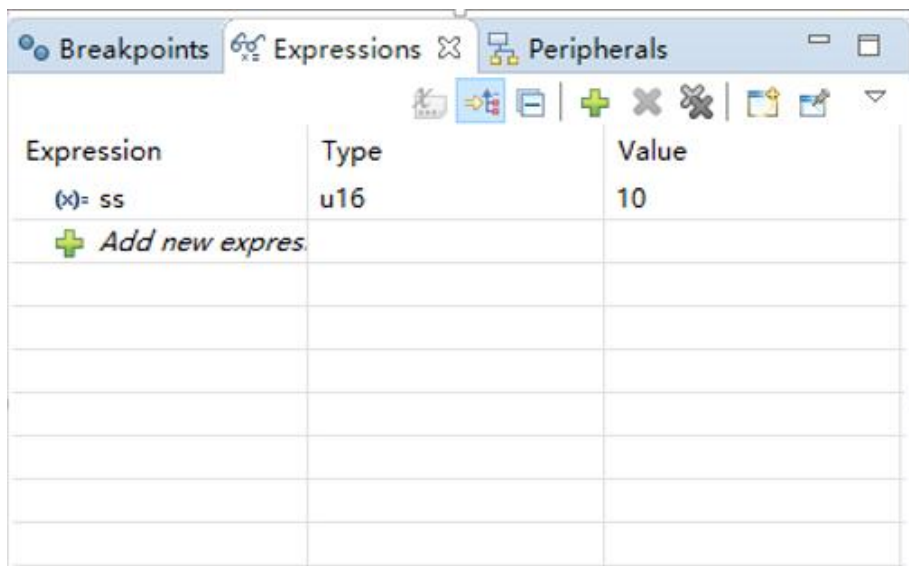 Breakpoints Expressions Peripherals
Expression Type Value
(x)= ss u16 10
Add new expres